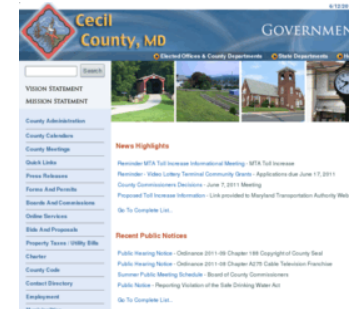 Cecil
County, MD
GOVERNMEN
Elected Offices & County Departments
State Departments
Search
VISION STATEMENT
MISSION STATEMENT
County Administration
County Calendars
County Meetings
Quick Links
Press Releases
Forms And Permits
Boards And Commissions
Online Services
Bids And Proposals
Property Taxes / Utility Bills
Charter
County Code
Contact Directory
Employment
News Highlights
Reminder MTA Toll Increase Informational Meeting - MTA Toll Increase
Reminder - Video Lottery Terminal Community Grants - Applications due June 17, 2011
County Commissioners Decisions - June 7, 2011 Meeting
Proposed Toll Increase Information - Link provided to Maryland Transportation Authority Web
Go To Complete List..
Recent Public Notices
Public Hearing Notice - Ordinance 2011-09 Chapter 188 Copyright of County Seal
Public Hearing Notice - Ordinance 2011-08 Chapter A275 Cable Television Franchise
Summer Public Meeting Schedule - Board of County Commissioners
Public Notice - Reporting Violation of the Safe Drinking Water Act
Go To Complete List..